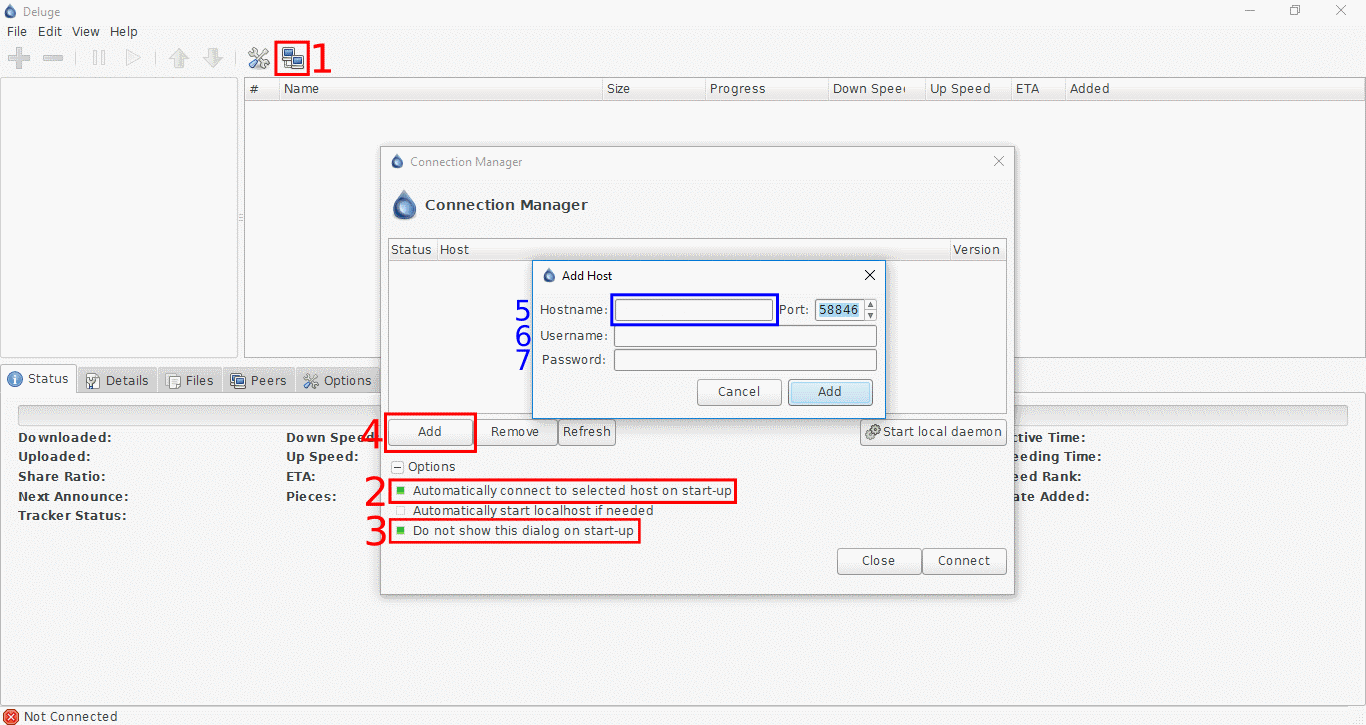 Deluge
File Edit View Help
1
# Name Size Progress Down Speed Up Speed ETA Added
Connection Manager
Connection Manager
Status Host Version
Add Host
5 Hostname: Port: 58846
6 Username:
7 Password:
Cancel Add
4 Add Remove Refresh Start local daemon
Options
2 Automatically connect to selected host on start-up
Automatically start localhost if needed
3 Do not show this dialog on start-up
Close Connect
Status Details Files Peers Options
Downloaded: Down Speed ctive Time:
Uploaded: Up Speed: eeding Time:
Share Ratio: ETA: eed Rank:
Next Announce: Pieces: ate Added:
Tracker Status:
Not Connected